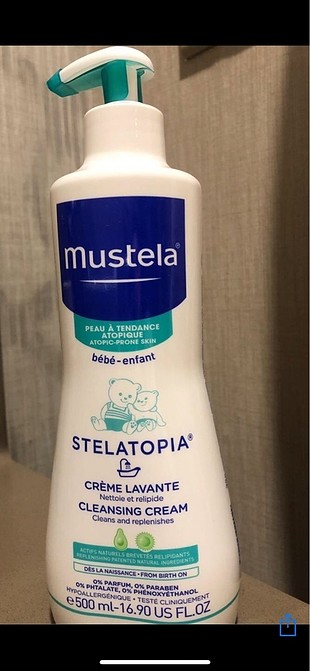 mustela®
PEAU À TENDANCE
ATOPIQUE
ATOPIC-PRONE SKIN
bébé-enfant
STELATOPIA®
CRÈME LAVANTE
Nettoie et relipide
CLEANSING CREAM
Cleans and replenishes
ACTIFS NATURELS BREVETÉS RELIPIDANTS
REPLENISHING PATENTED NATURAL INGREDIENTS
DÈS LA NAISSANCE • FROM BIRTH ON
0% PARFUM, 0% PARABEN
0% PHTALATE, 0% PHÉNOXYÉTHANOL
HYPOALLERGÉNIQUE • TESTÉ CLINIQUEMENT
e500 ml-16.90 US FL.OZ